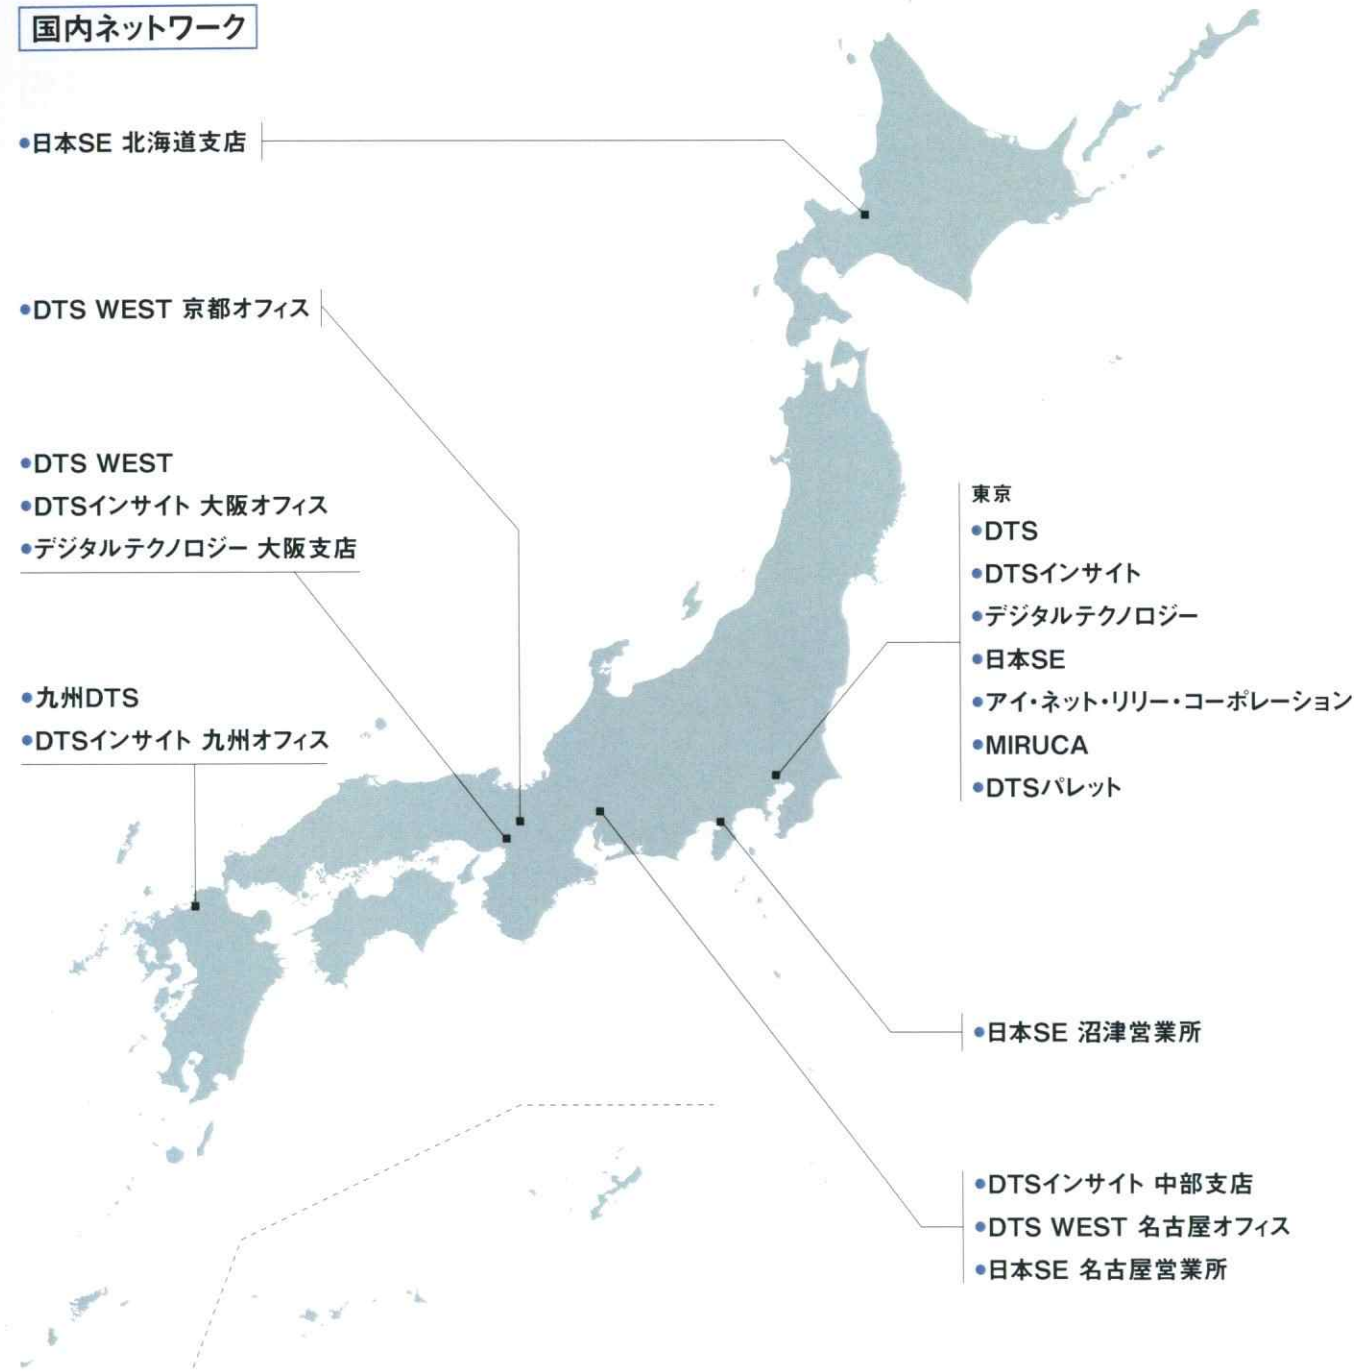 国内ネットワーク
●日本SE 北海道支店
●DTS WEST 京都オフィス
●DTS WEST
●DTSインサイト 大阪オフィス
●デジタルテクノロジー 大阪支店
●九州DTS
●DTSインサイト 九州オフィス
東京
●DTS
●DTSインサイト
●デジタルテクノロジー
●日本SE
●アイ・ネット・リリー・コーポレーション
●MIRUCA
●DTSパレット
●日本SE 沼津営業所
●DTSインサイト 中部支店
●DTS WEST 名古屋オフィス
●日本SE 名古屋営業所